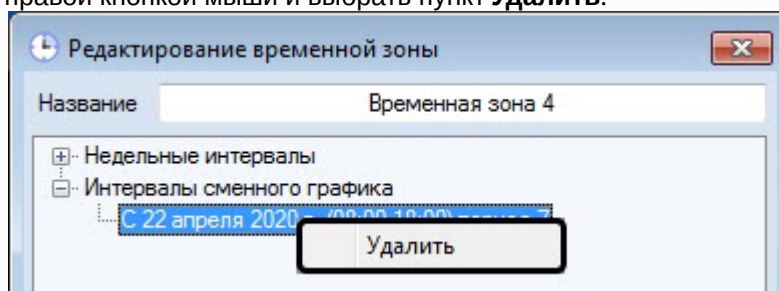 правой кнопкой мыши и выбрать пункт Удалить.
Редактирование временной зоны
Название Временная зона 4
Недельные интервалы
Интервалы сменного графика
С 22 апреля 2020
Удалить